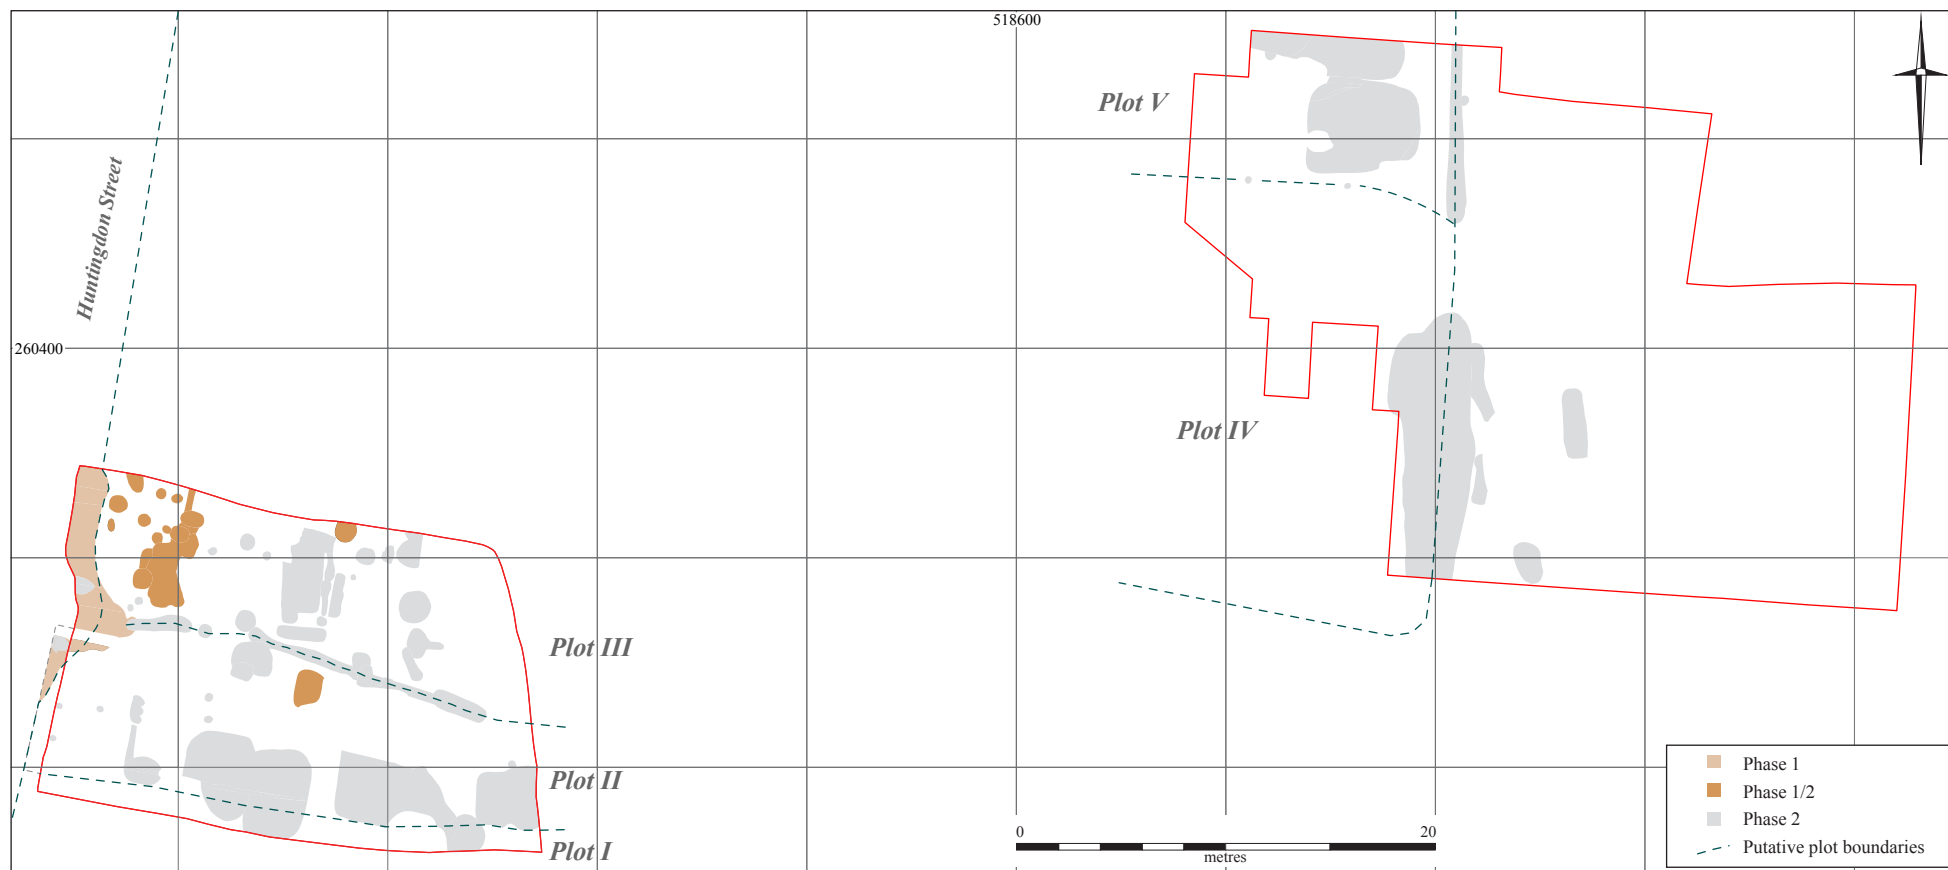 518600
Plot V
Huntingdon Street
260400
Plot IV
Plot III
Plot II
Plot I
0
20
metres
Phase 1
Phase 1/2
Phase 2
Putative plot boundaries